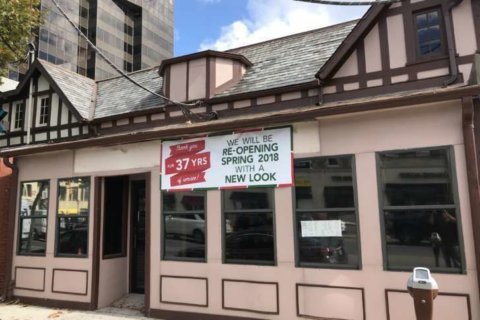 Thank you
FOR 37 YRS
of service!
WE WILL BE
RE-OPENING
SPRING 2018
WITH A
NEW LOOK